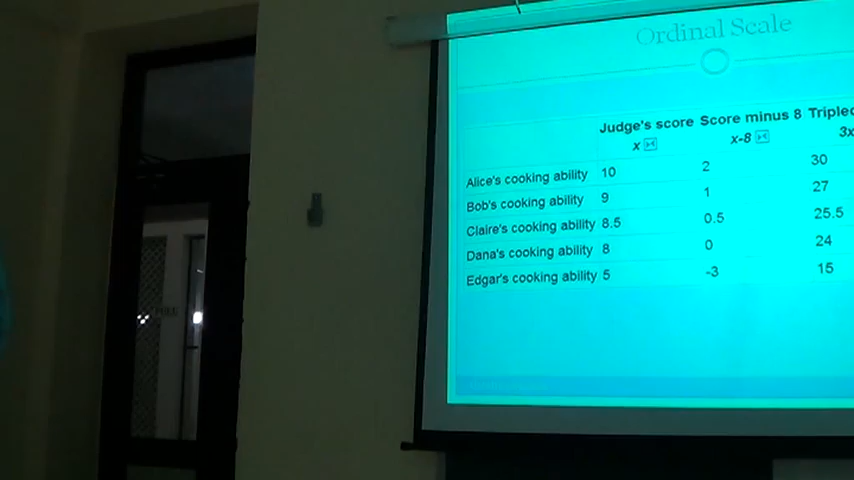 Ordinal Scale
Judge's score Score minus 8 Tripled
x x-8 3x
Alice's cooking ability 10 2 30
Bob's cooking ability 9 1 27
Claire's cooking ability 8.5 0.5 25.5
Dana's cooking ability 8 0 24
Edgar's cooking ability 5 -3 15